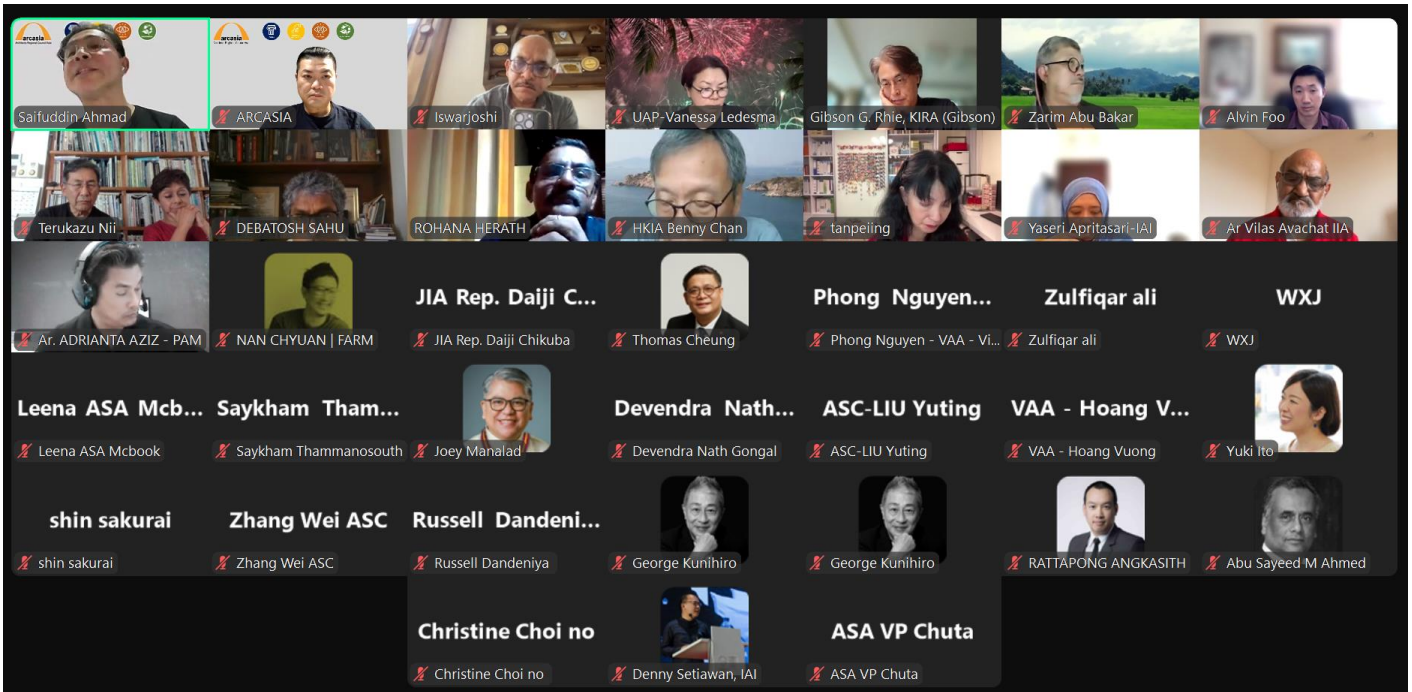 arcasia
arcasia
Saifuddin Ahmad
ARCASIA
Iswarjoshi
UAP-Vanessa Ledesma
Gibson G. Rhie, KIRA (Gibson)
Zarim Abu Bakar
Alvin Foo
Terukazu Nii
DEBATOSH SAHU
ROHANA HERATH
HKIA Benny Chan
tanpeiing
Yaseri Apritasari-IAI
Ar Vilas Avachat IIA
JIA Rep. Daiji C...
Phong Nguyen...
Zulfiqar ali
WXJ
Ar. ADRIANTA AZIZ - PAM
NAN CHYUAN | FARM
JIA Rep. Daiji Chikuba
Thomas Cheung
Phong Nguyen - VAA - Vi...
Zulfiqar ali
WXJ
Leena ASA Mcb...
Saykham Tham...
Devendra Nath...
ASC-LIU Yuting
VAA - Hoang V...
Leena ASA Mcbook
Saykham Thammanosouth
Joey Manalad
Devendra Nath Gongal
ASC-LIU Yuting
VAA - Hoang Vuong
Yuki Ito
shin sakurai
Zhang Wei ASC
Russell Dandeni...
shin sakurai
Zhang Wei ASC
Russell Dandeniya
George Kunihiro
George Kunihiro
RATTAPONG ANGKASITH
Abu Sayeed M Ahmed
Christine Choi no
ASA VP Chuta
Christine Choi no
Denny Setiawan, IAI
ASA VP Chuta